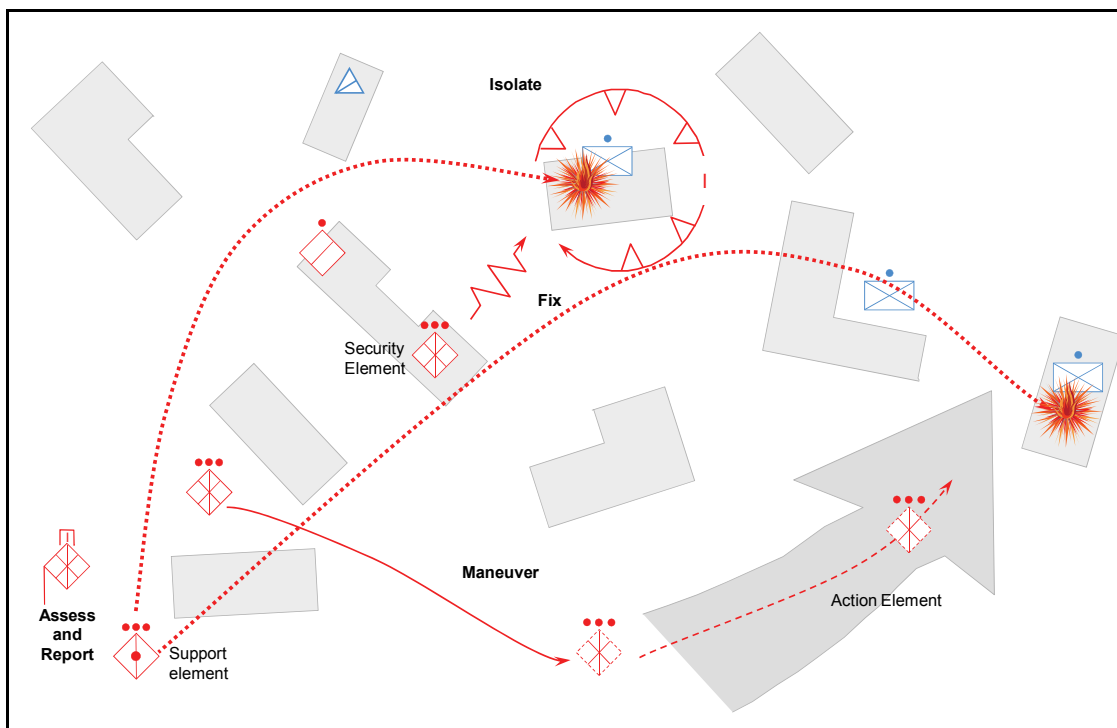 Isolate
Fix
Security
Element
Maneuver
Action Element
Assess
and
Report
Support
element